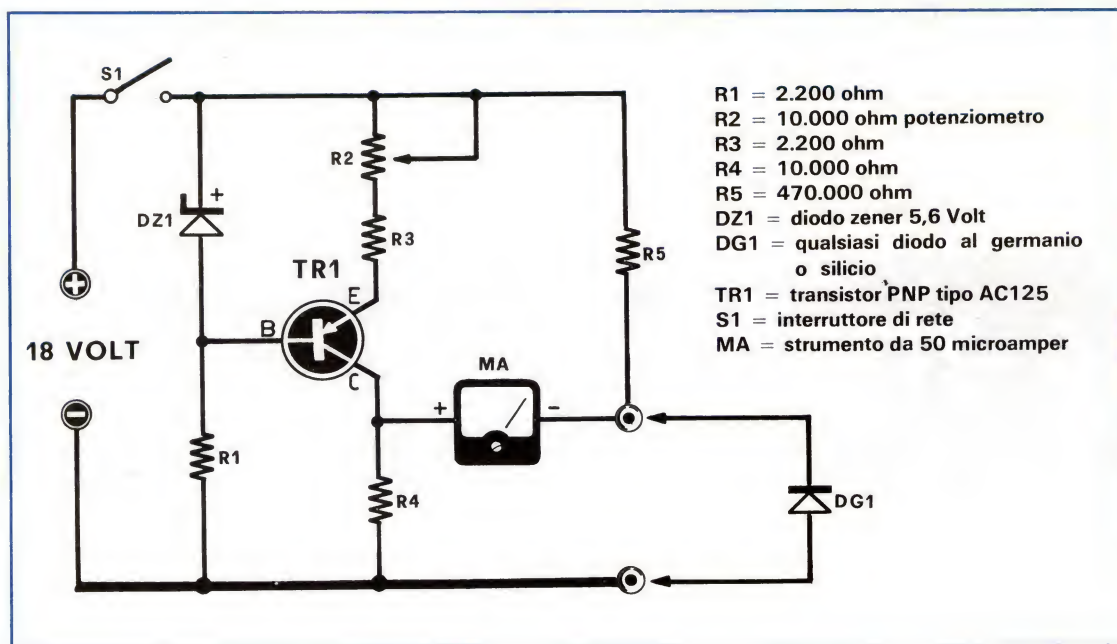 S1
R1 = 2.200 ohm
R2 = 10.000 ohm potenziometro
R3 = 2.200 ohm
R4 = 10.000 ohm
R5 = 470.000 ohm
DZ1 = diodo zener 5,6 Volt
DG1 = qualsiasi diodo al germanio
o silicio
TR1 = transistor PNP tipo AC125
S1 = interruttore di rete
MA = strumento da 50 microamper
R2
+
DZ1
R3
R5
TR1
E
B
C
+
18 VOLT
-
MA
+
-
R1
R4
DG1